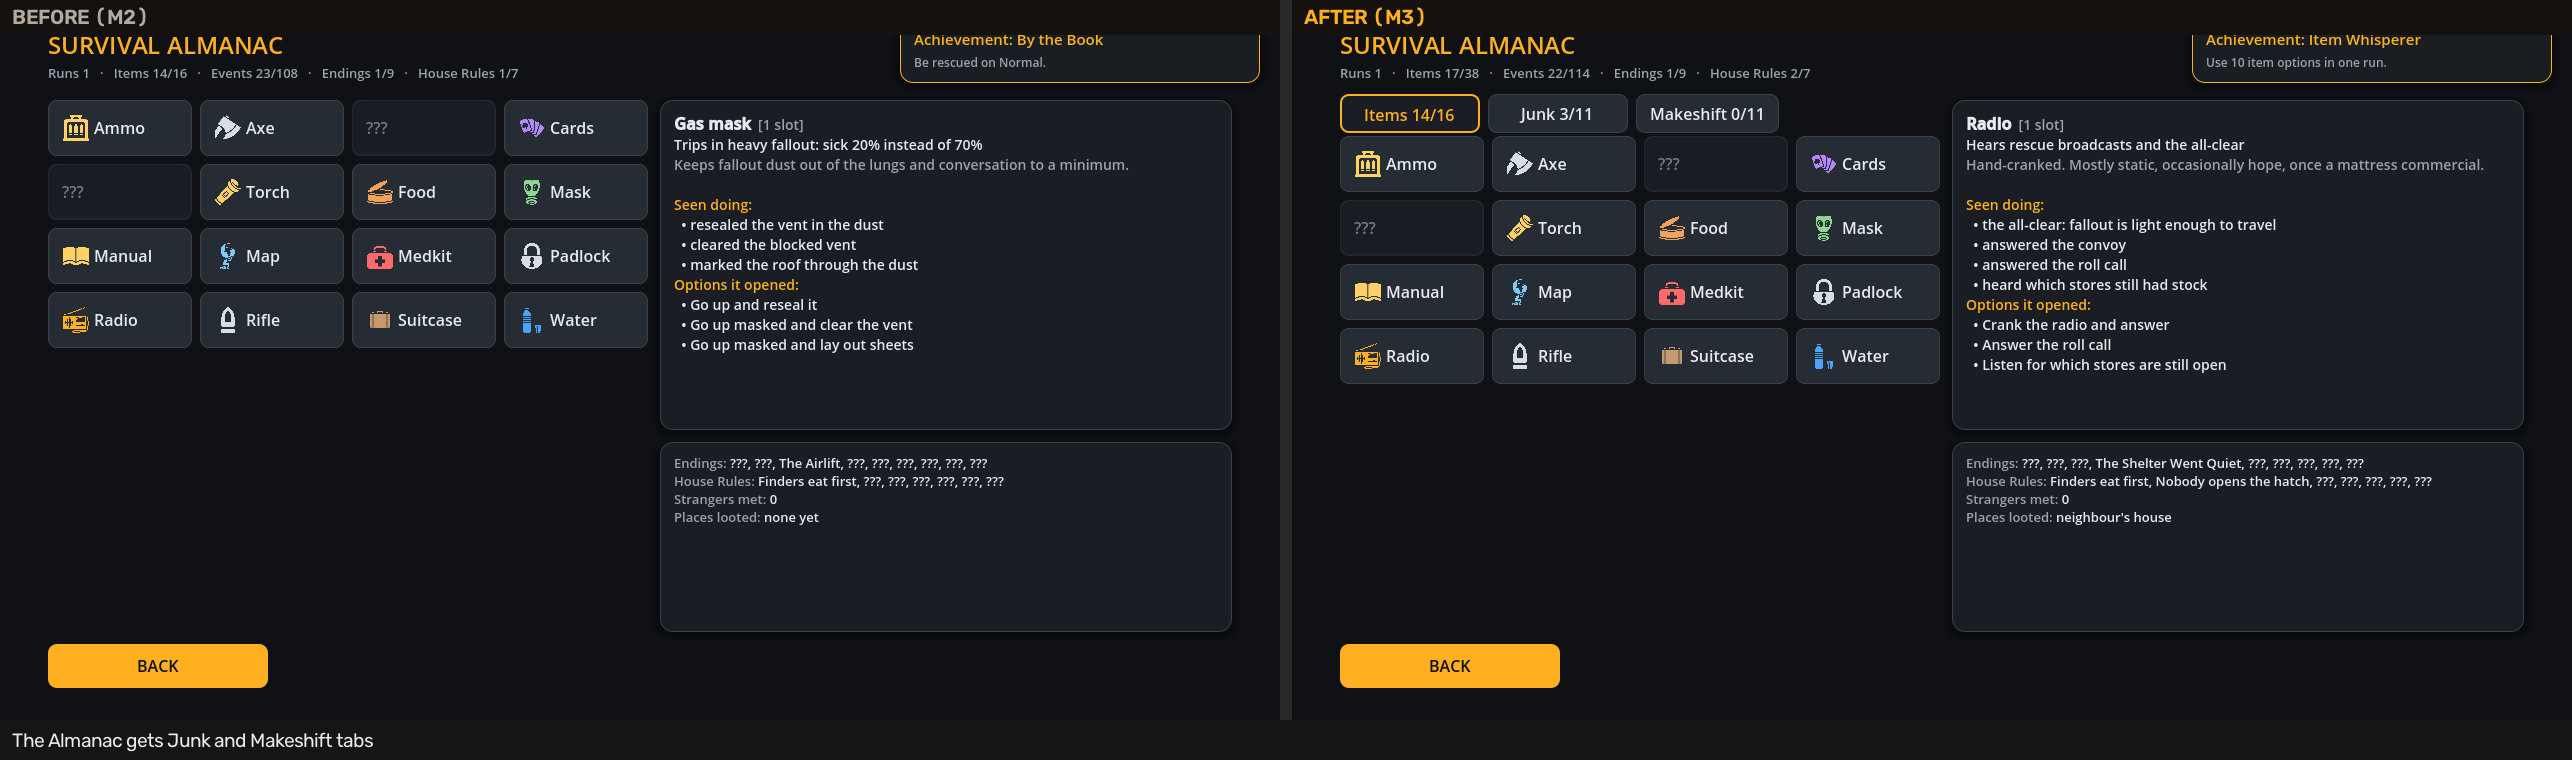 BEFORE (M2)
SURVIVAL ALMANAC
Runs 1 · Items 14/16 · Events 23/108 · Endings 1/9 · House Rules 1/7
Achievement: By the Book
Be rescued on Normal.
Ammo
Axe
???
Cards
???
Torch
Food
Mask
Manual
Map
Medkit
Padlock
Radio
Rifle
Suitcase
Water
Gas mask [1 slot]
Trips in heavy fallout: sick 20% instead of 70%
Keeps fallout dust out of the lungs and conversation to a minimum.
Seen doing:
• resealed the vent in the dust
• cleared the blocked vent
• marked the roof through the dust
Options it opened:
• Go up and reseal it
• Go up masked and clear the vent
• Go up masked and lay out sheets
Endings: ???, ???, The Airlift, ???, ???, ???, ???, ???, ???
House Rules: Finders eat first, ???, ???, ???, ???, ???, ???
Strangers met: 0
Places looted: none yet
BACK
AFTER (M3)
SURVIVAL ALMANAC
Runs 1 · Items 17/38 · Events 22/114 · Endings 1/9 · House Rules 2/7
Achievement: Item Whisperer
Use 10 item options in one run.
Items 14/16
Junk 3/11
Makeshift 0/11
Ammo
Axe
???
Cards
???
Torch
Food
Mask
Manual
Map
Medkit
Padlock
Radio
Rifle
Suitcase
Water
Radio [1 slot]
Hears rescue broadcasts and the all-clear
Hand-cranked. Mostly static, occasionally hope, once a mattress commercial.
Seen doing:
• the all-clear: fallout is light enough to travel
• answered the convoy
• answered the roll call
• heard which stores still had stock
Options it opened:
• Crank the radio and answer
• Answer the roll call
• Listen for which stores are still open
Endings: ???, ???, ???, The Shelter Went Quiet, ???, ???, ???, ???, ???
House Rules: Finders eat first, Nobody opens the hatch, ???, ???, ???, ???, ???
Strangers met: 0
Places looted: neighbour's house
BACK
The Almanac gets Junk and Makeshift tabs